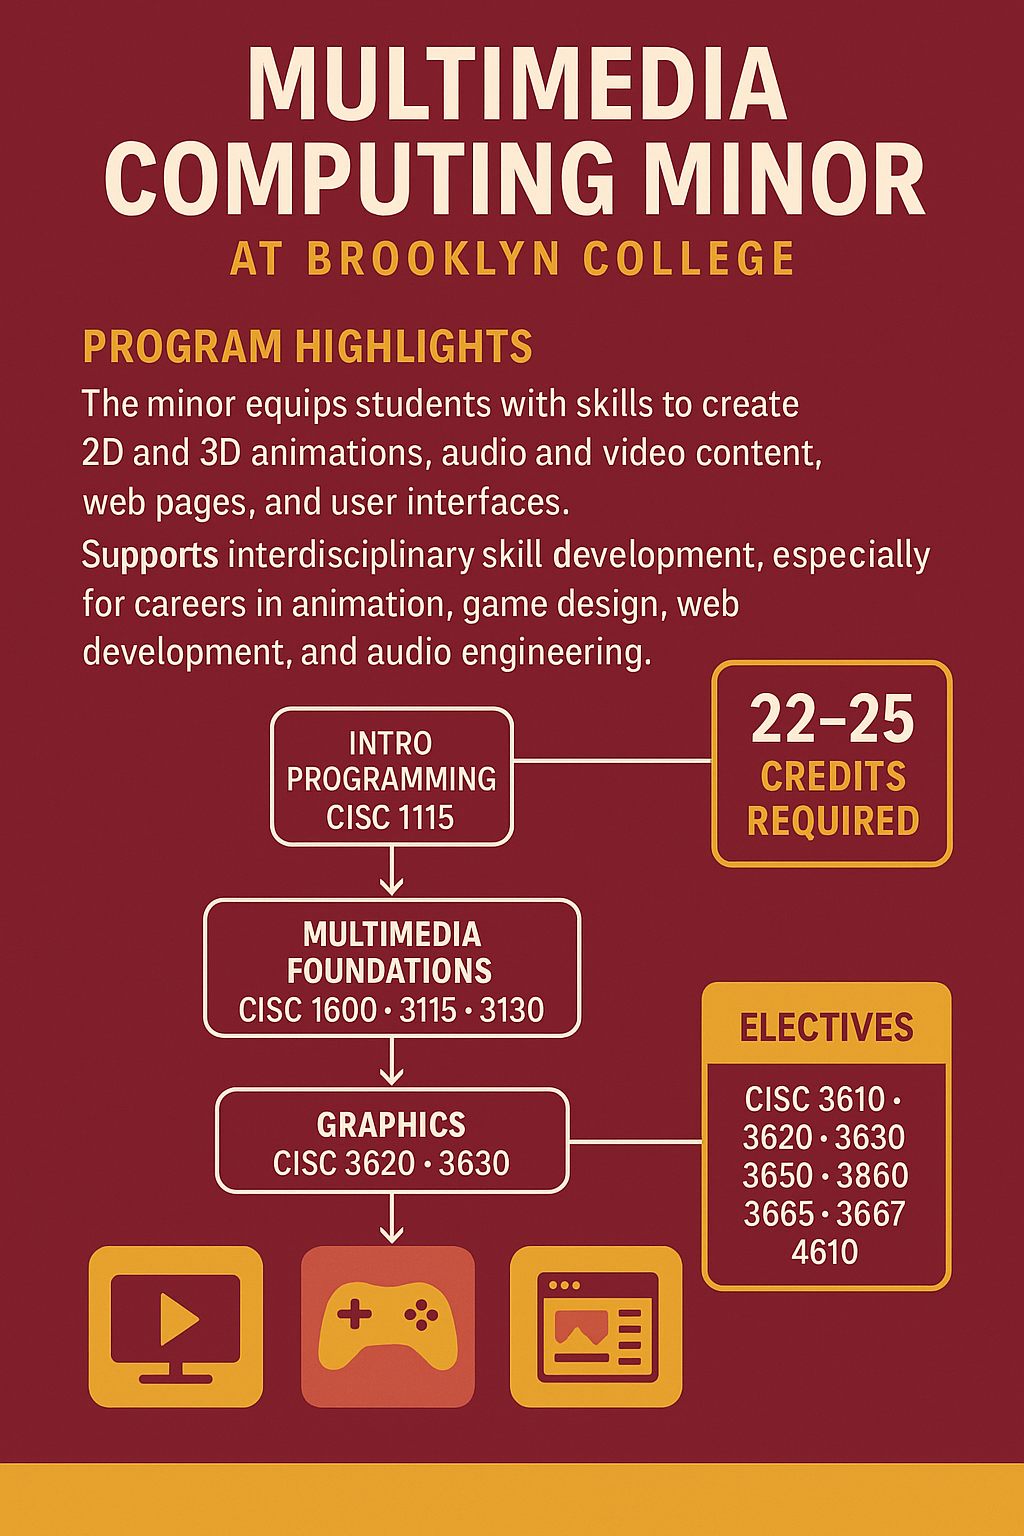 MULTIMEDIA
COMPUTING MINOR
AT BROOKLYN COLLEGE
PROGRAM HIGHLIGHTS
The minor equips students with skills to create
2D and 3D animations, audio and video content,
web pages, and user interfaces.
Supports interdisciplinary skill development, especially
for careers in animation, game design, web
development, and audio engineering.
22–25
CREDITS
REQUIRED
INTRO
PROGRAMMING
CISC 1115
MULTIMEDIA
FOUNDATIONS
CISC 1600 • 3115 • 3130
GRAPHICS
CISC 3620 • 3630
ELECTIVES
CISC 3610 •
3620 • 3630
3650 • 3860
3665 • 3667
4610